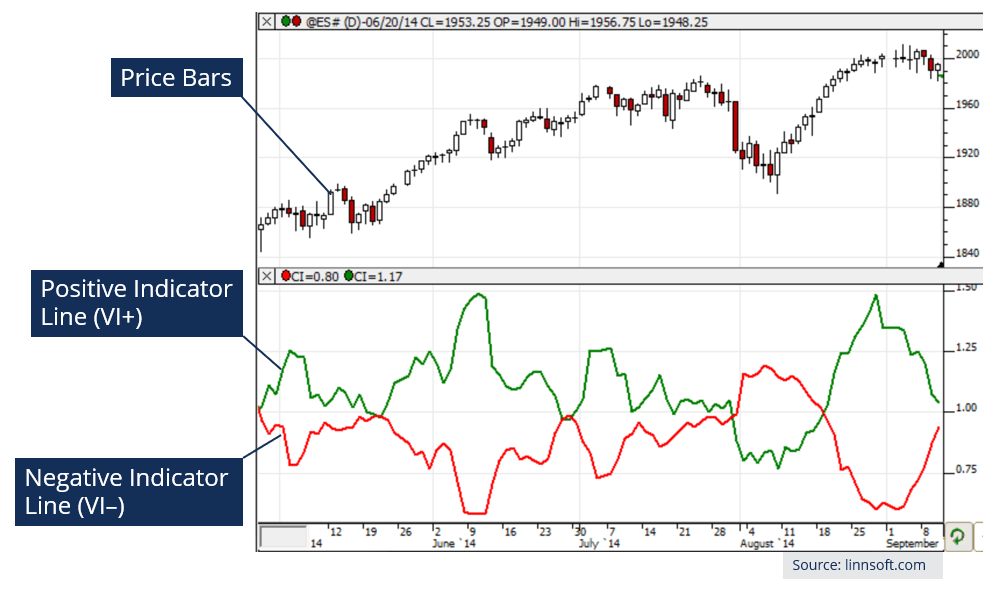 @ES# (D)-06/20/14 CL=1953.25 OP=1949.00 Hi=1956.75 Lo=1948.25
Price Bars
2000
1960
1920
1880
1840
CI=0.80 CI=1.17
Positive Indicator
Line (VI+)
1.50
1.25
1.00
0.75
Negative Indicator
Line (VI–)
12 19 26 2 9 16 23 30 7 14 21 28 4 11 18 25 1 8
14 June `14 July `14 August `14 September
Source: linnsoft.com